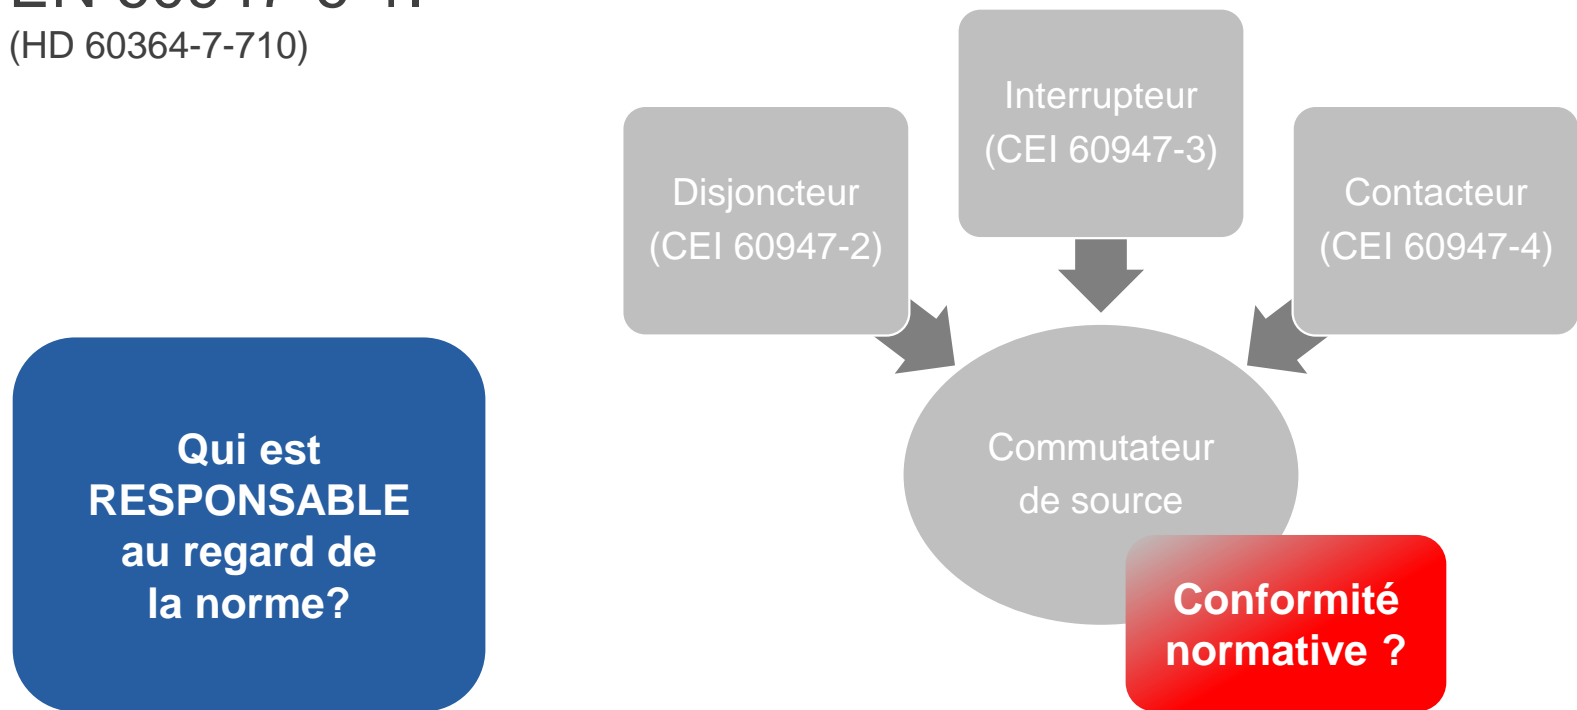 (HD 60364-7-710)
Interrupteur
(CEI 60947-3)
Disjoncteur
(CEI 60947-2)
Contacteur
(CEI 60947-4)
Commutateur
de source
Qui est
RESPONSABLE
au regard de
la norme?
Conformité
normative ?